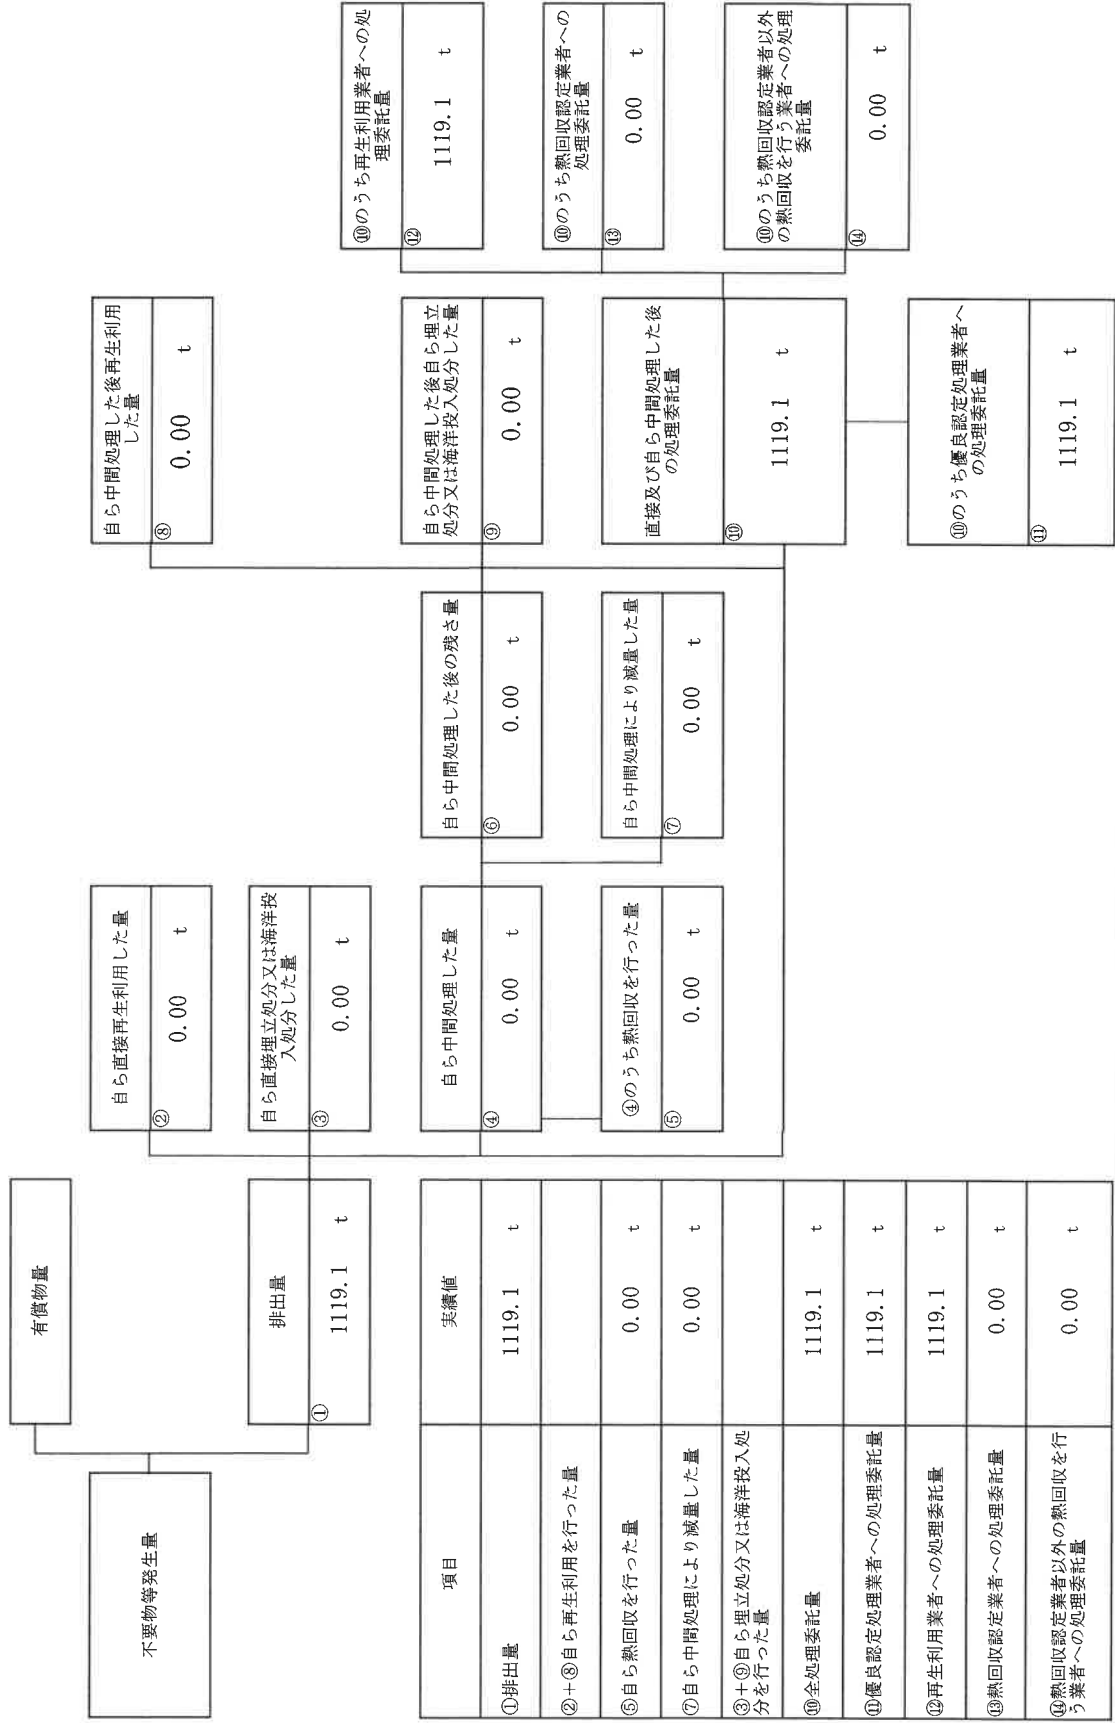 不要物等発生量
有償物量
排出量
①
1119.1 t
自ら直接再生利用した量
②
0.00 t
自ら直接埋立処分又は海洋投
入処分した量
③
0.00 t
自ら中間処理した量
④
0.00 t
④のうち熱回収を行った量
⑤
0.00 t
自ら中間処理した後の残さ量
⑥
0.00 t
自ら中間処理により減量した量
⑦
0.00 t
自ら中間処理した後再生利用
した量
⑧
0.00 t
自ら中間処理した後自ら埋立
処分又は海洋投入処分した量
⑨
0.00 t
直接及び自ら中間処理した後
の処理委託量
⑩
1119.1 t
⑩のうち優良認定処理業者へ
の処理委託量
⑪
1119.1 t
⑩のうち再生利用業者への処
理委託量
⑫
1119.1 t
⑩のうち熱回収認定業者への
処理委託量
⑬
0.00 t
⑩のうち熱回収認定業者以外
の熱回収を行う業者への処理
委託量
⑭
0.00 t
項目 実績値
①排出量 1119.1 t
②+⑧自ら再生利用を行った量
⑤自ら熱回収を行った量 0.00 t
⑦自ら中間処理により減量した量 0.00 t
③+⑨自ら埋立処分又は海洋投入処
分を行った量
⑩全処理委託量 1119.1 t
⑪優良認定処理業者への処理委託量 1119.1 t
⑫再生利用業者への処理委託量 1119.1 t
⑬熱回収認定業者への処理委託量 0.00 t
⑭熱回収認定業者以外の熱回収を行
う業者への処理委託量 0.00 t